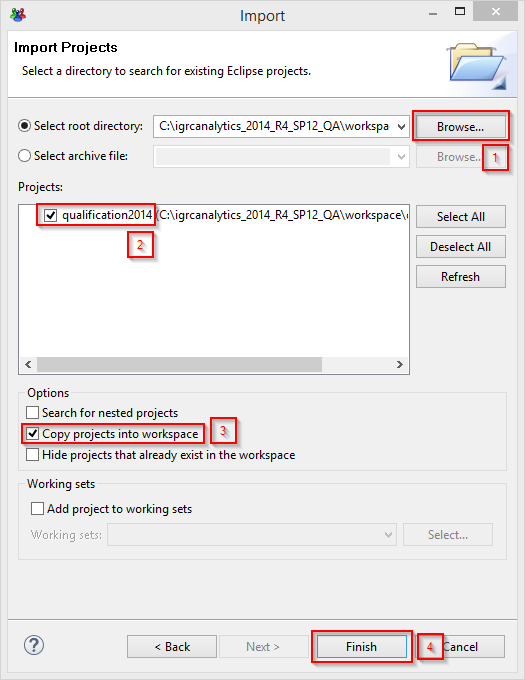 Import
Import Projects
Select a directory to search for existing Eclipse projects.
Select root directory: C:\igrcanalytics_2014_R4_SP12_QA\workspa Browse...
1
Select archive file: Browse...
Projects:
qualification2014 (C:\igrcanalytics_2014_R4_SP12_QA\workspace\
2
Select All
Deselect All
Refresh
Options
Search for nested projects
Copy projects into workspace 3
Hide projects that already exist in the workspace
Working sets
Add project to working sets
Working sets: Select...
? < Back Next > Finish 4 Cancel